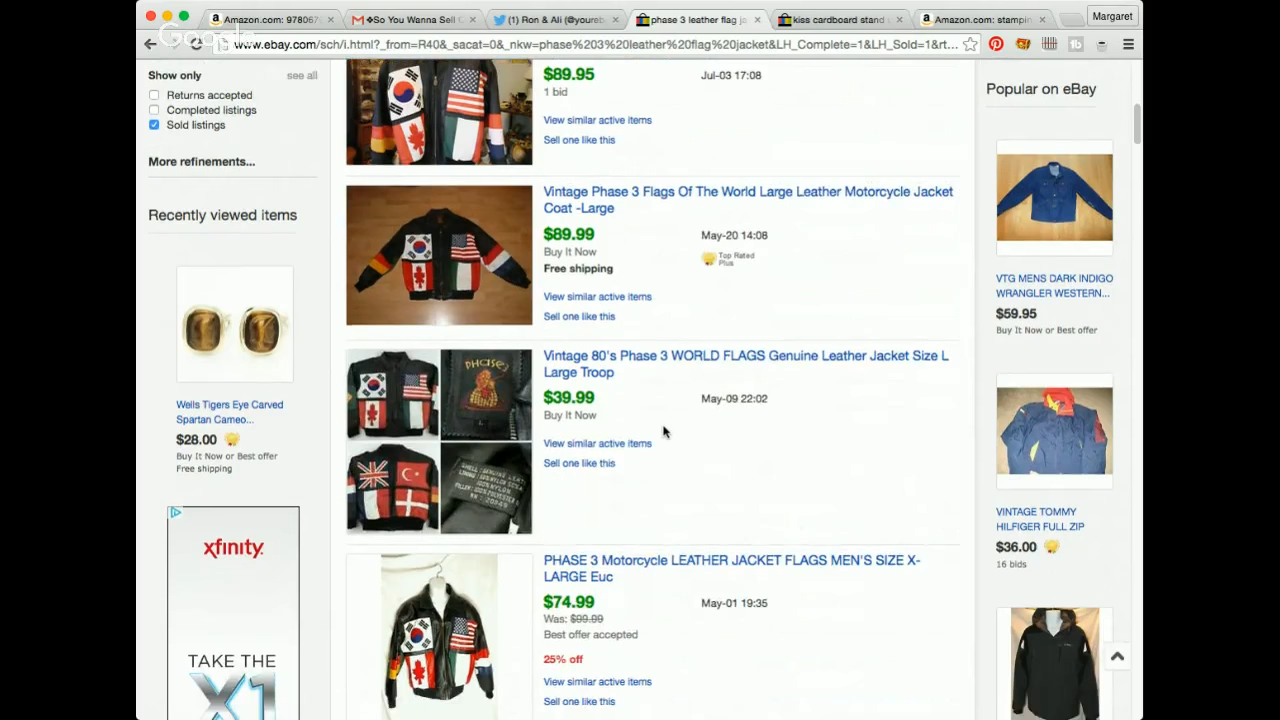 Amazon.com: 978067
So You Wanna Sell
(1) Ron & Ali (@youreb
phase 3 leather flag ja
kiss cardboard stand
Amazon.com: stampin
Margaret
Google
www.ebay.com/sch/i.html?_from=R40&_sacat=0&_nkw=phase%203%20leather%20flag%20jacket&LH_Complete=1&LH_Sold=1&rt...
Show only
see all
Returns accepted
Completed listings
Sold listings
More refinements...
Recently viewed items
Wells Tigers Eye Carved
Spartan Cameo...
$28.00
Buy It Now or Best offer
Free shipping
xfinity
TAKE THE
X1
$89.95
Jul-03 17:08
1 bid
View similar active items
Sell one like this
Vintage Phase 3 Flags Of The World Large Leather Motorcycle Jacket
Coat -Large
$89.99
May-20 14:08
Buy It Now
Top Rated
Plus
Free shipping
View similar active items
Sell one like this
Vintage 80's Phase 3 WORLD FLAGS Genuine Leather Jacket Size L
Large Troop
$39.99
May-09 22:02
Buy It Now
View similar active items
Sell one like this
PHASE 3
PHASE 3 Motorcycle LEATHER JACKET FLAGS MEN'S SIZE X-
LARGE Euc
$74.99
May-01 19:35
Was: $99.99
Best offer accepted
25% off
View similar active items
Sell one like this
Popular on eBay
VTG MENS DARK INDIGO
WRANGLER WESTERN...
$59.95
Buy It Now or Best offer
VINTAGE TOMMY
HILFIGER FULL ZIP
$36.00
16 bids